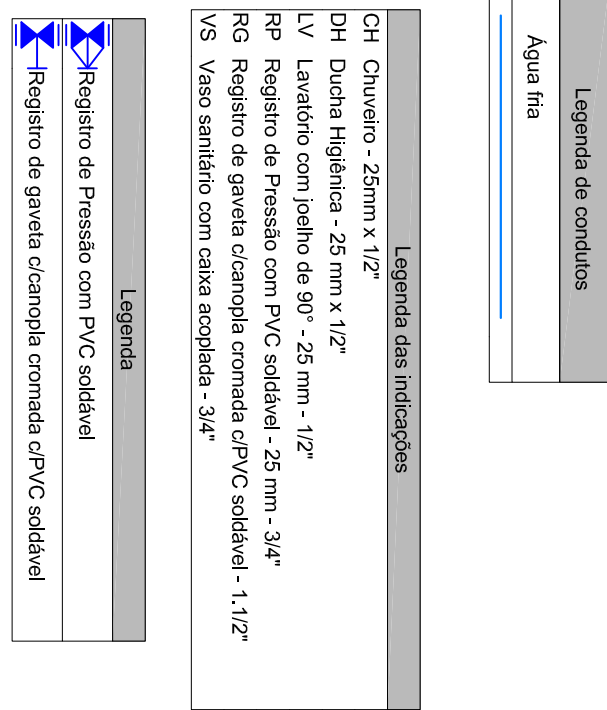 Legenda de condutos
Água fria
Legenda das indicações
CH Chuveiro - 25mm x 1/2"
DH Ducha Higiênica - 25 mm x 1/2"
LV Lavatório com joelho de 90° - 25 mm - 1/2"
RP Registro de Pressão com PVC soldável - 25 mm - 3/4"
RG Registro de gaveta c/canopla cromada c/PVC soldável - 1.1/2"
VS Vaso sanitário com caixa acoplada - 3/4"
Legenda
Registro de Pressão com PVC soldável
Registro de gaveta c/canopla cromada c/PVC soldável